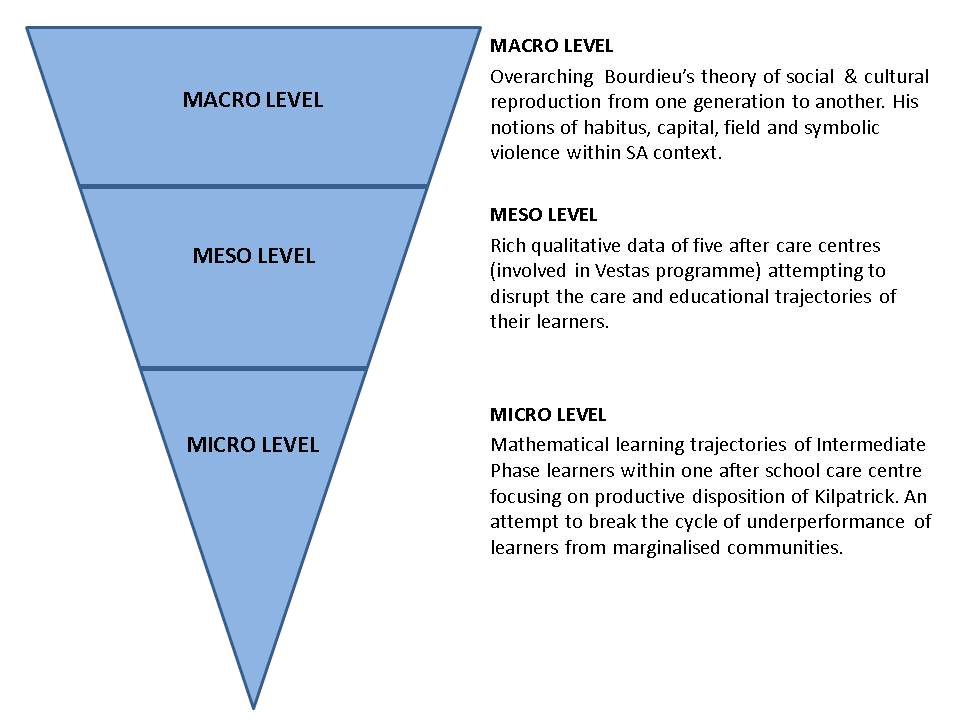 MACRO LEVEL
MESO LEVEL
MICRO LEVEL
MACRO LEVEL
Overarching Bourdieu's theory of social & cultural
reproduction from one generation to another. His
notions of habitus, capital, field and symbolic
violence within SA context.
MESO LEVEL
Rich qualitative data of five after care centres
(involved in Vestas programme) attempting to
disrupt the care and educational trajectories of
their learners.
MICRO LEVEL
Mathematical learning trajectories of Intermediate
Phase learners within one after school care centre
focusing on productive disposition of Kilpatrick. An
attempt to break the cycle of underperformance of
learners from marginalised communities.